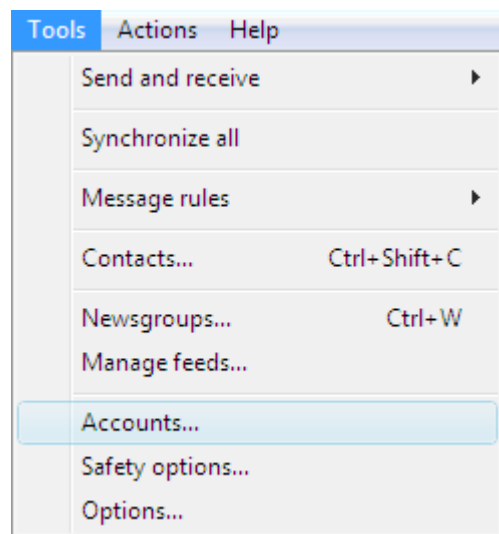 Tools Actions Help
Send and receive
Synchronize all
Message rules
Contacts... Ctrl+Shift+C
Newsgroups... Ctrl+W
Manage feeds...
Accounts...
Safety options...
Options...